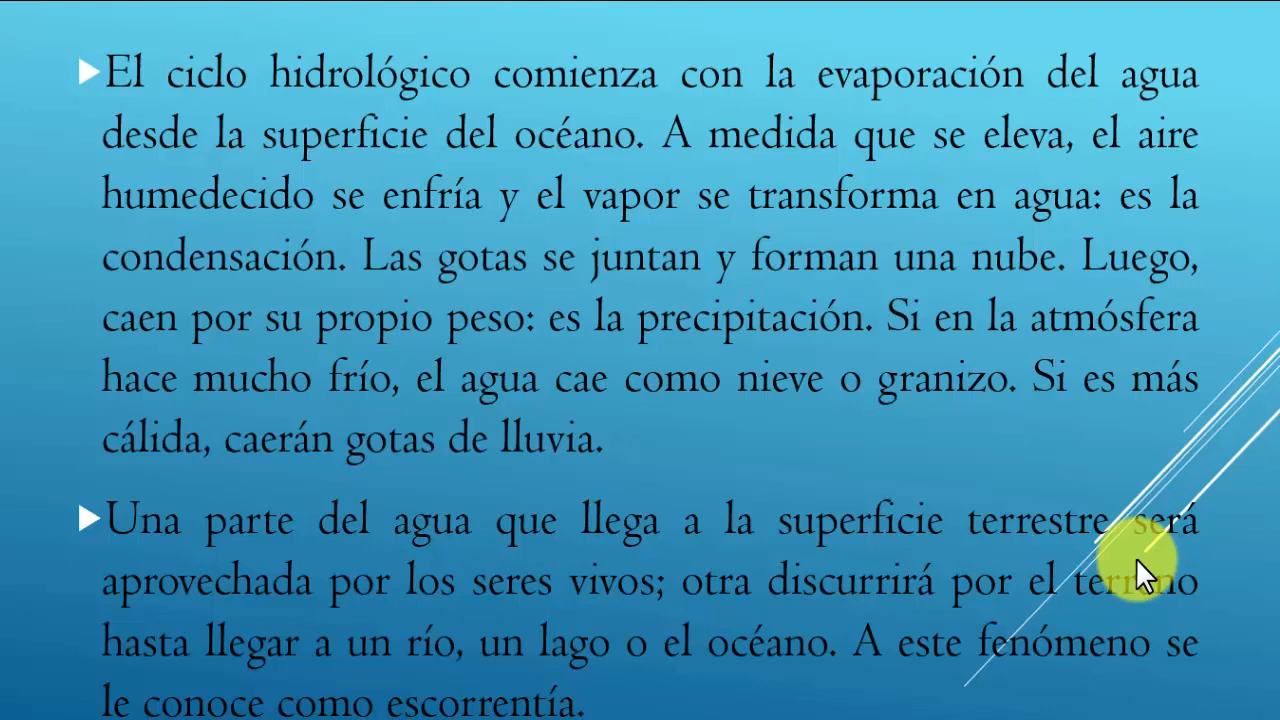 El ciclo hidrológico comienza con la evaporación del agua
desde la superficie del océano. A medida que se eleva, el aire
humedecido se enfría y el vapor se transforma en agua: es la
condensación. Las gotas se juntan y forman una nube. Luego,
caen por su propio peso: es la precipitación. Si en la atmósfera
hace mucho frío, el agua cae como nieve o granizo. Si es más
cálida, caerán gotas de lluvia.
Una parte del agua que llega a la superficie terrestre será
aprovechada por los seres vivos; otra discurrirá por el terreno
hasta llegar a un río, un lago o el océano. A este fenómeno se
le conoce como escorrentía.